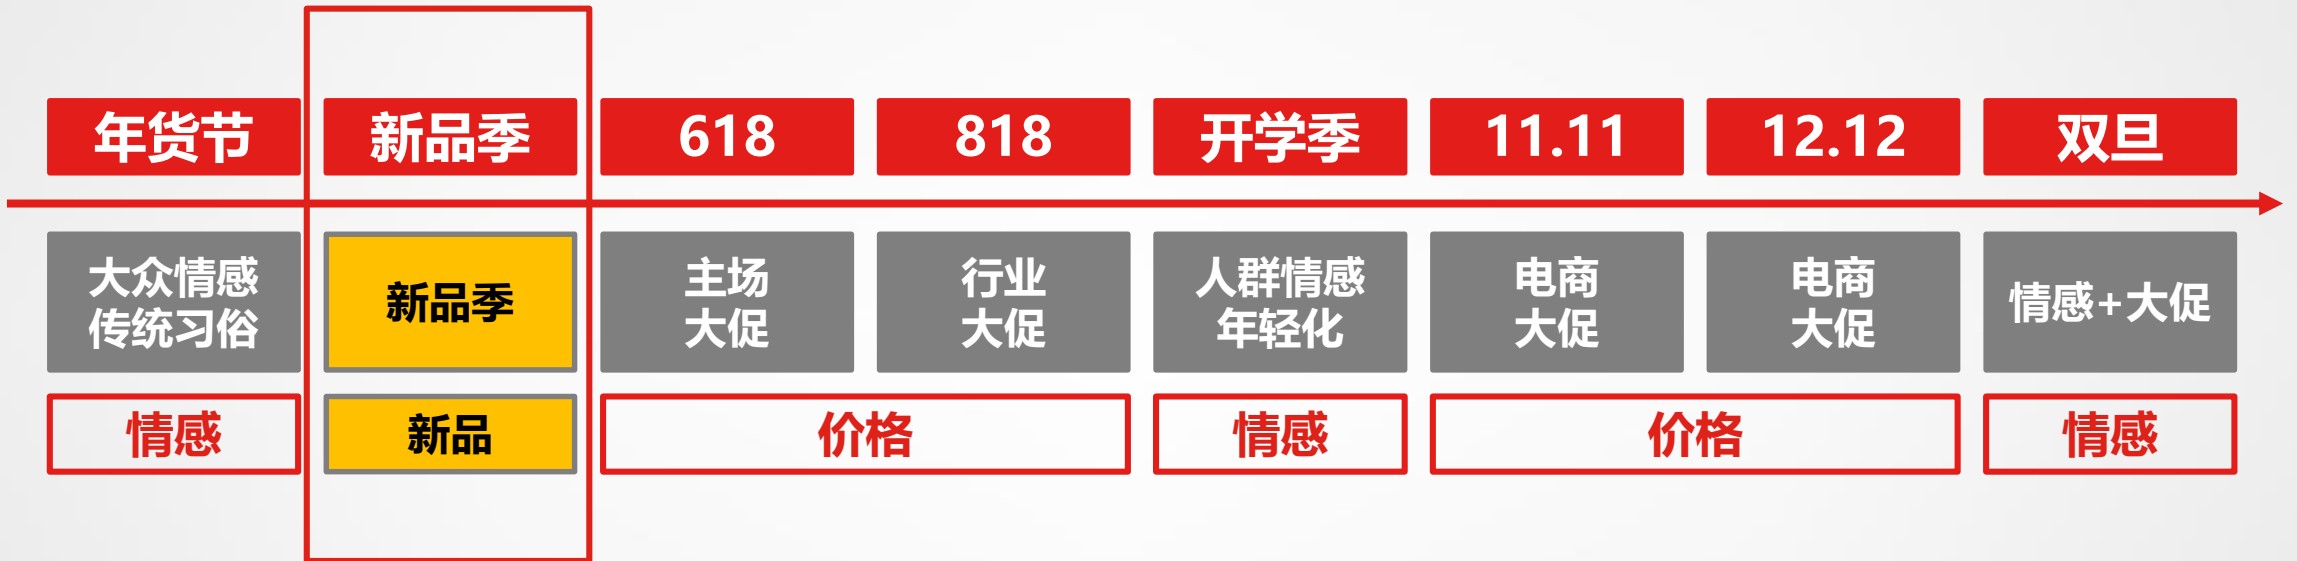 年货节
新品季
618
818
开学季
11.11
12.12
双旦
大众情感
传统习俗
新品季
主场
大促
行业
大促
人群情感
年轻化
电商
大促
电商
大促
情感+大促
情感
新品
价格
情感
价格
情感